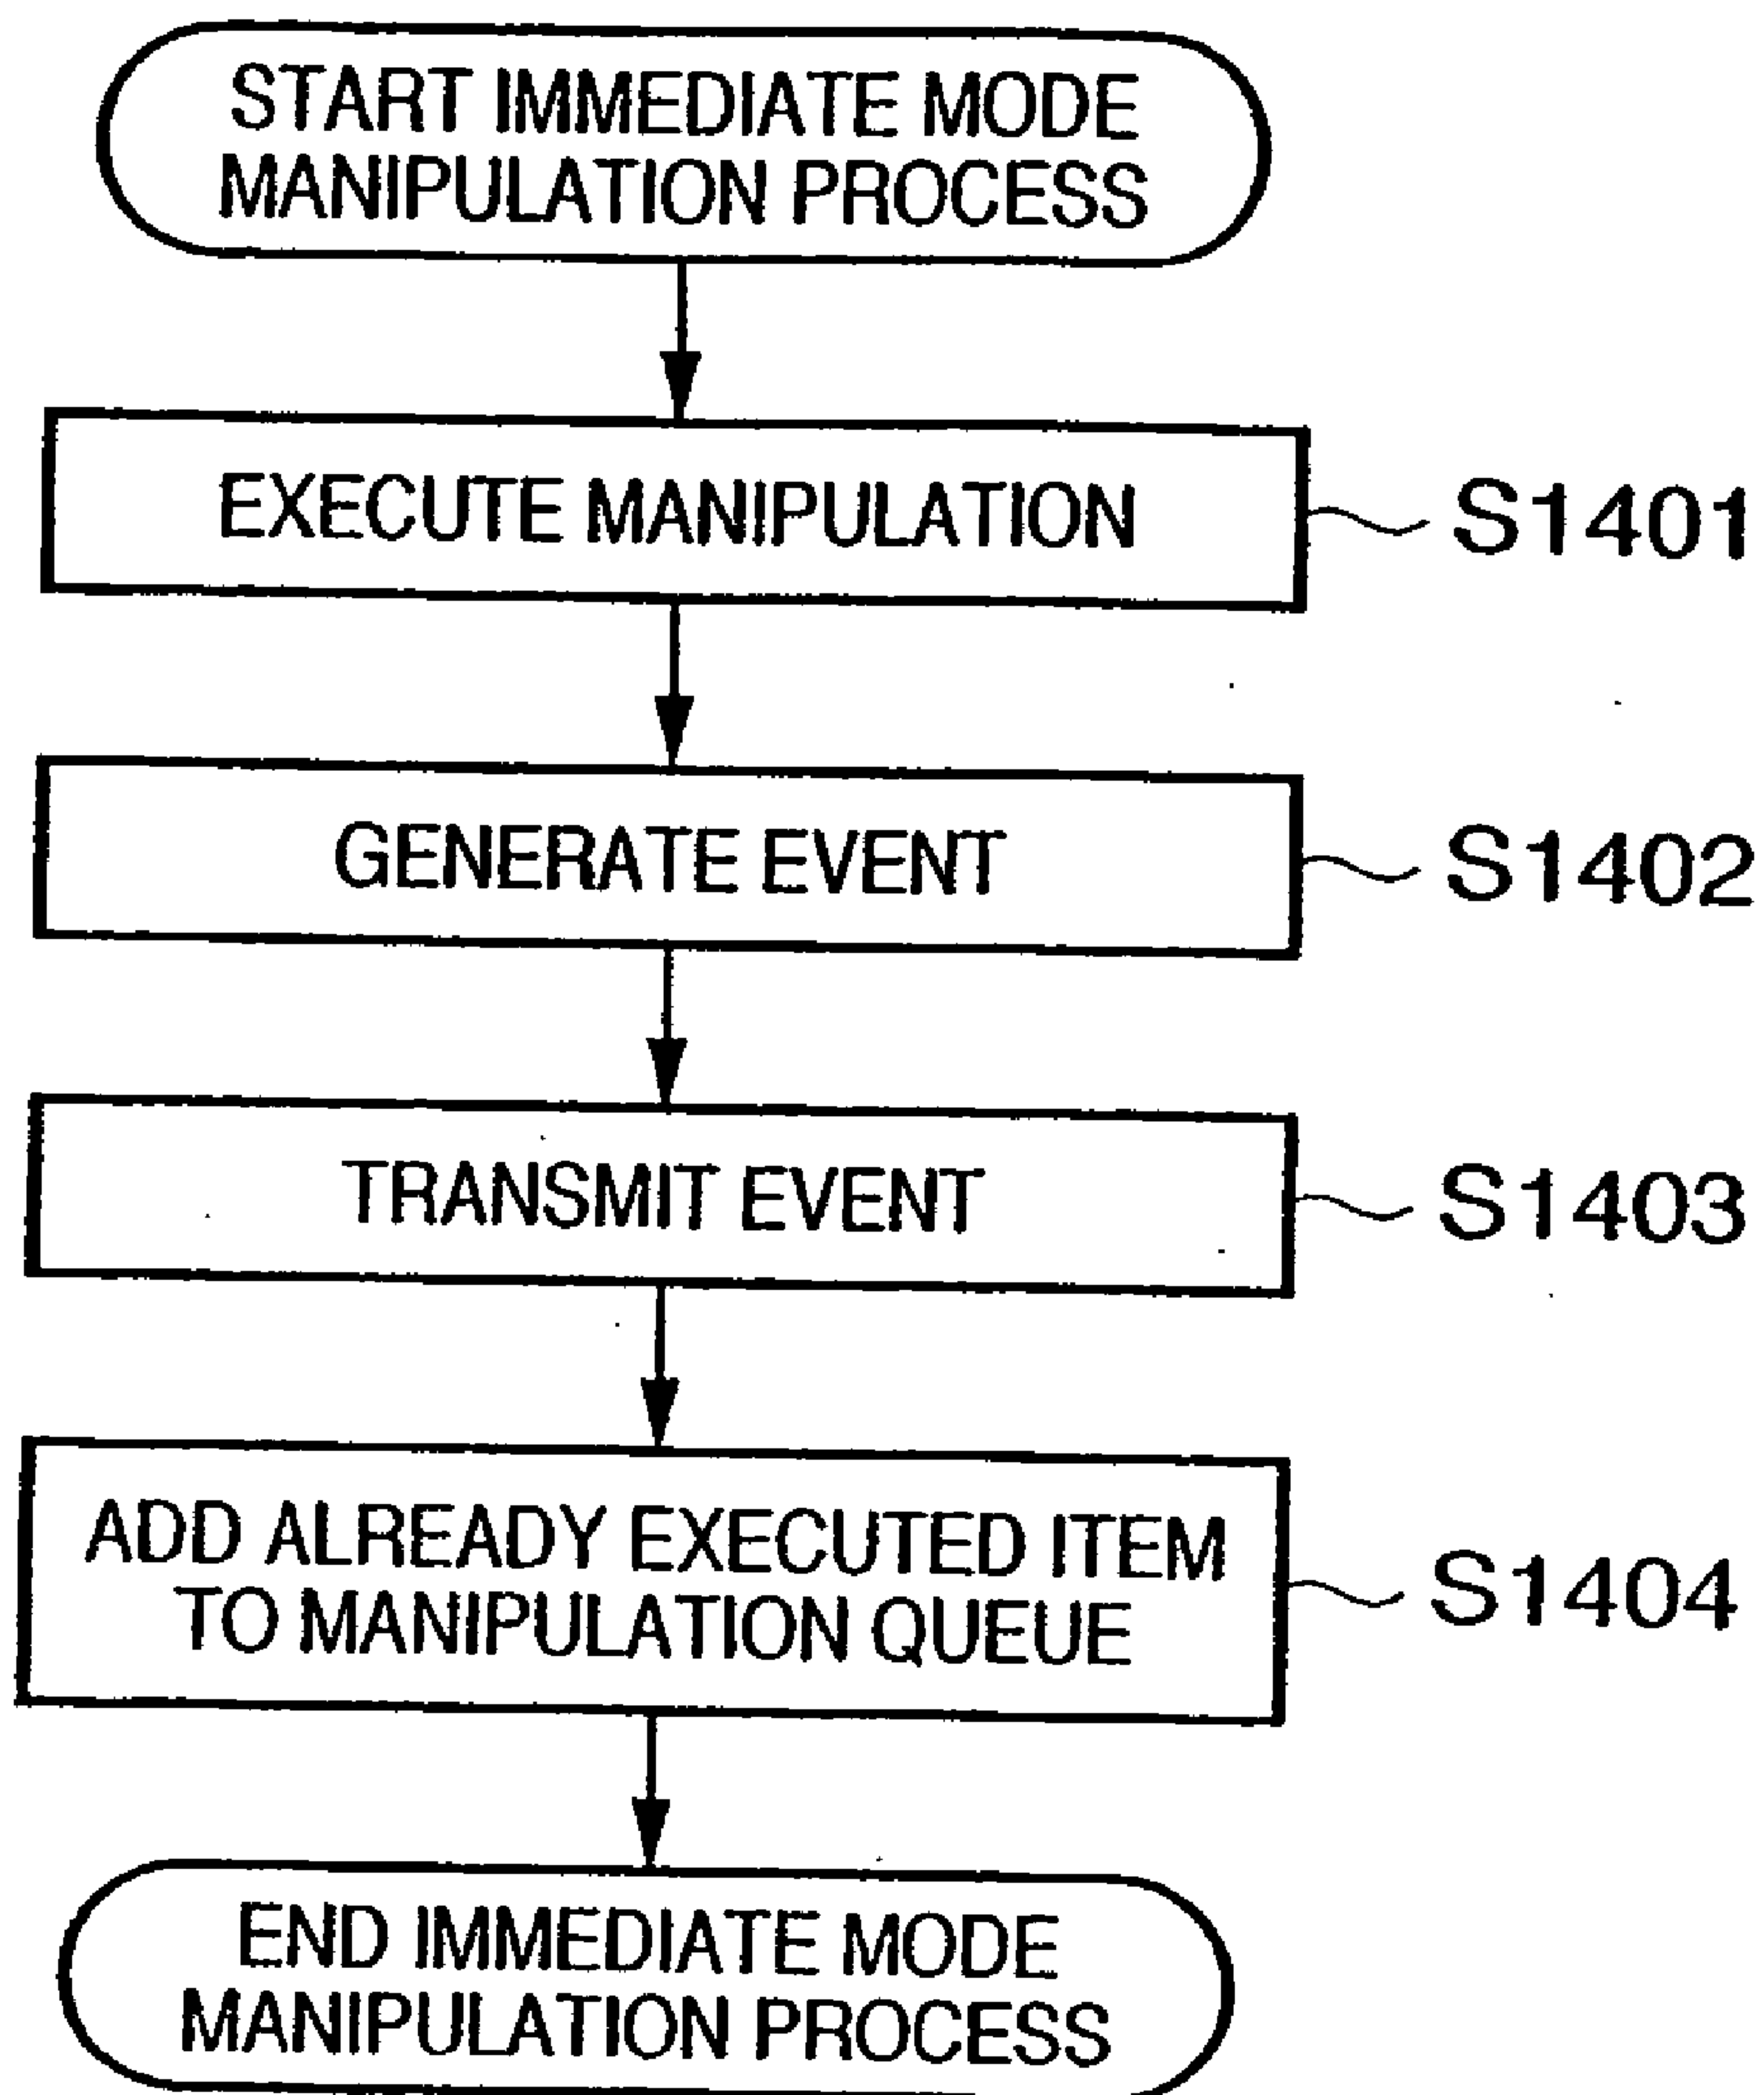 START IMMEDIATE MODE
MANIPULATION PROCESS
EXECUTE MANIPULATION
S1401
GENERATE EVENT
S1402
TRANSMIT EVENT
S1403
ADD ALREADY EXECUTED ITEM
TO MANIPULATION QUEUE
S1404
END IMMEDIATE MODE
MANIPULATION PROCESS